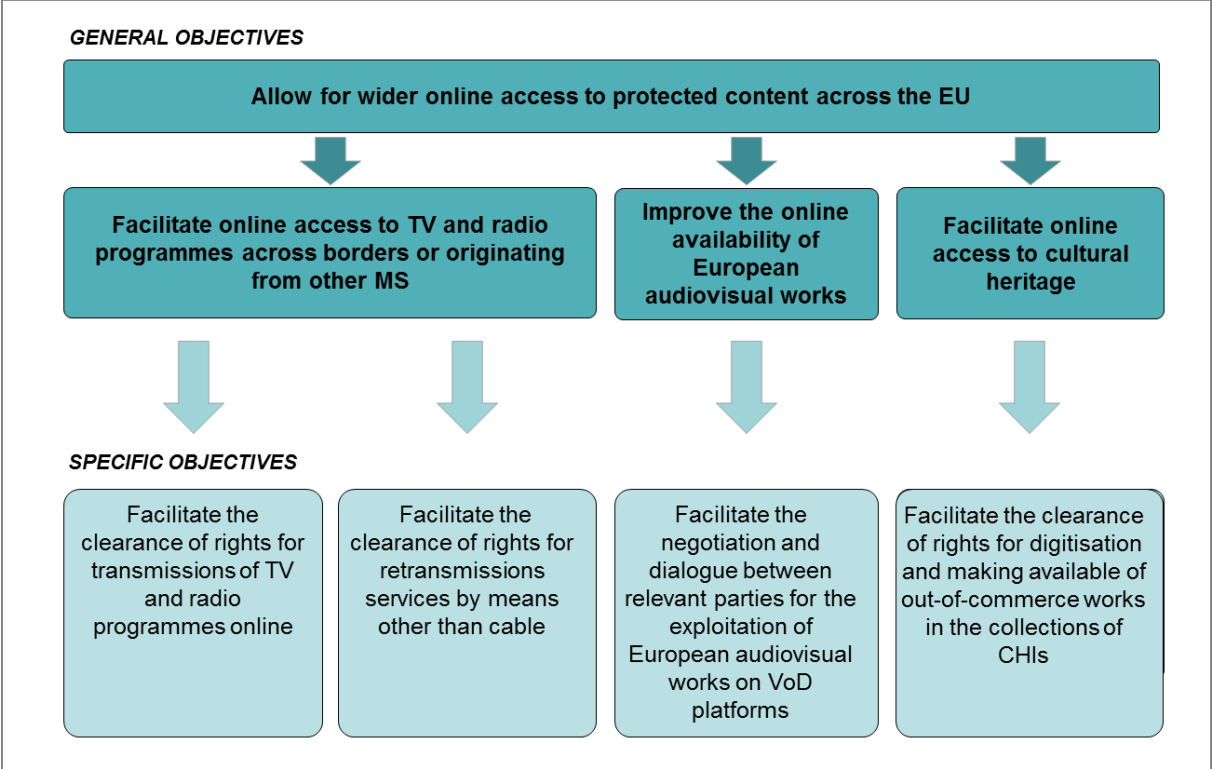 GENERAL OBJECTIVES
Allow for wider online access to protected content across the EU
Facilitate online access to TV and radio
programmes across borders or originating
from other MS
Improve the online
availability of
European
audiovisual works
Facilitate online
access to cultural
heritage
SPECIFIC OBJECTIVES
Facilitate the
clearance of rights for
transmissions of TV
and radio
programmes online
Facilitate the
clearance of rights for
retransmissions
services by means
other than cable
Facilitate the
negotiation and
dialogue between
relevant parties for the
exploitation of
European audiovisual
works on VoD
platforms
Facilitate the clearance
of rights for digitisation
and making available of
out-of-commerce works
in the collections of
CHIs